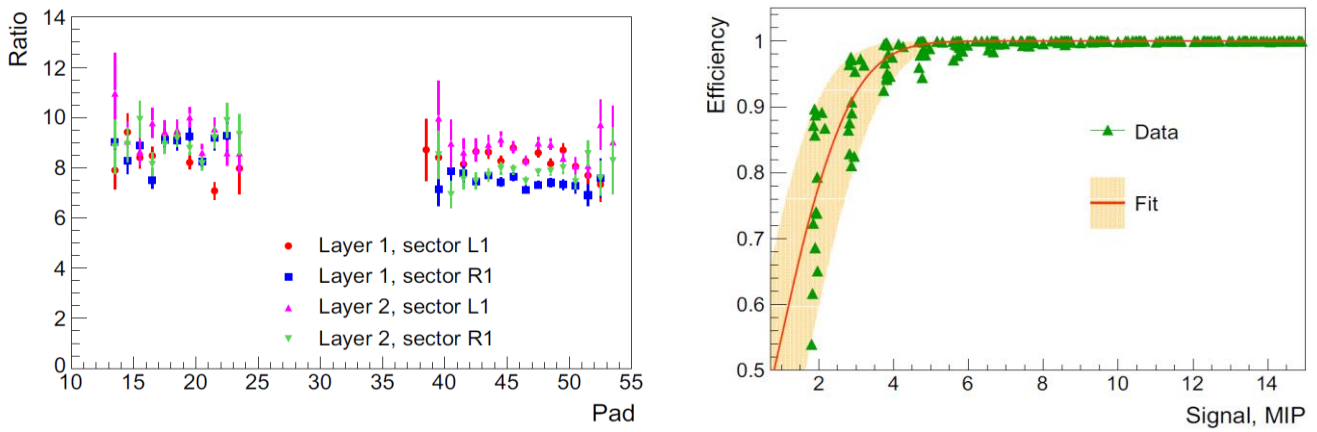 Ratio
14
12
10
8
6
4
2
0
10 15 20 25 30 35 40 45 50 55
Pad
Layer 1, sector L1
Layer 1, sector R1
Layer 2, sector L1
Layer 2, sector R1
Efficiency
1
0.9
0.8
0.7
0.6
0.5
2 4 6 8 10 12 14
Signal, MIP
Data
Fit